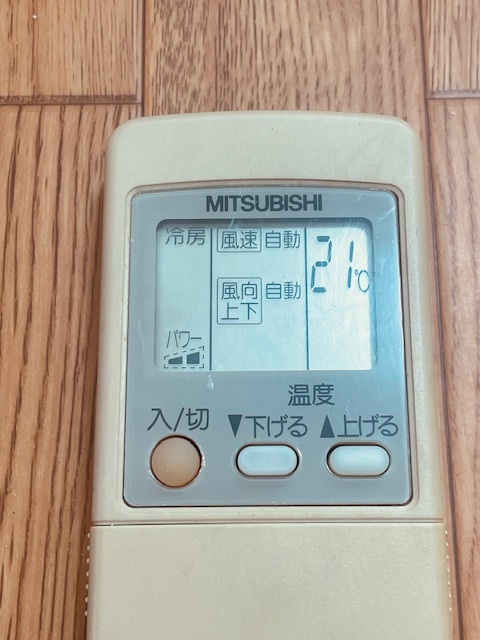 MITSUBISHI
冷房 風速 自動 21℃
風向 自動
上下
パワー
温度
入/切 ▼下げる ▲上げる